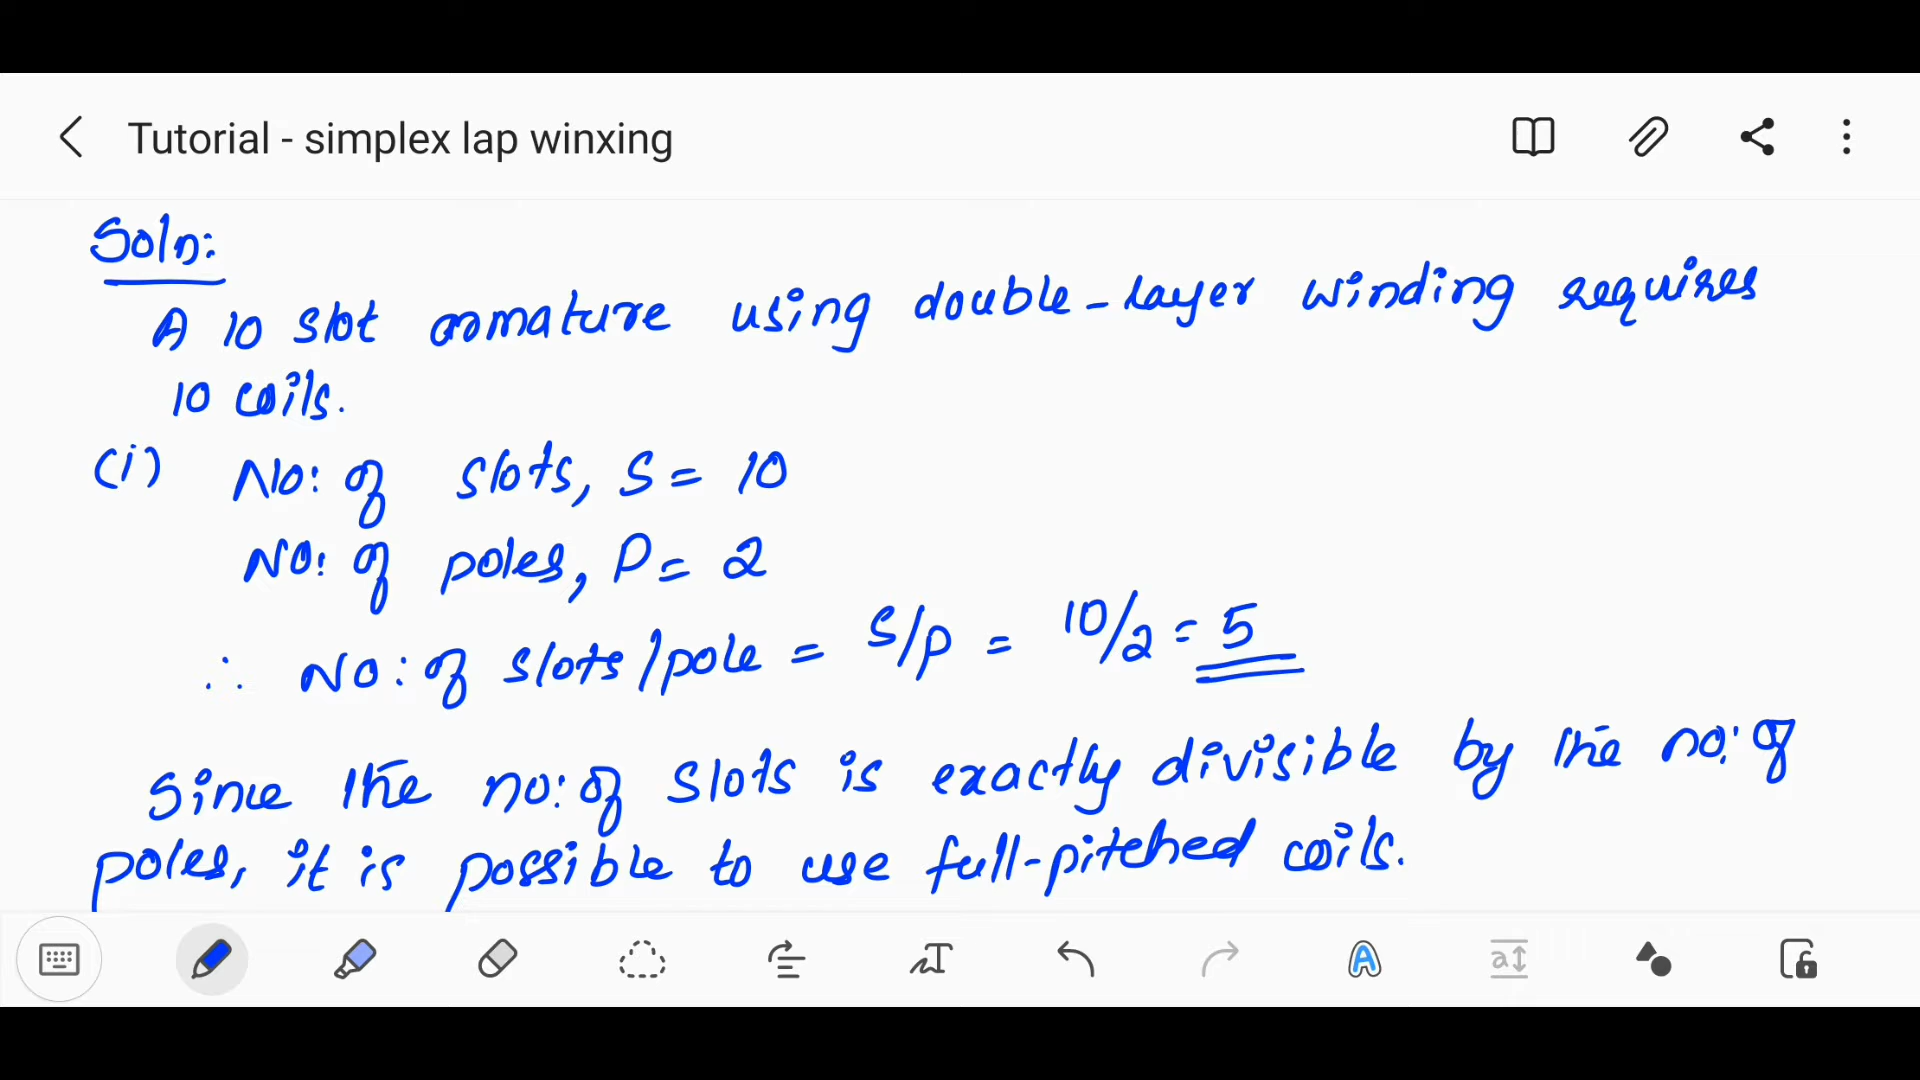 Tutorial - simplex lap winxing
Soln:
A 10 slot armature using double-layer winding requires
10 coils.
(i) No: of slots, S = 10
No: of poles, P = 2
∴ No: of slots/pole = S/P = 10/2 = 5
Since the no: of slots is exactly divisible by the no: of
poles, it is possible to use full-pitched coils.